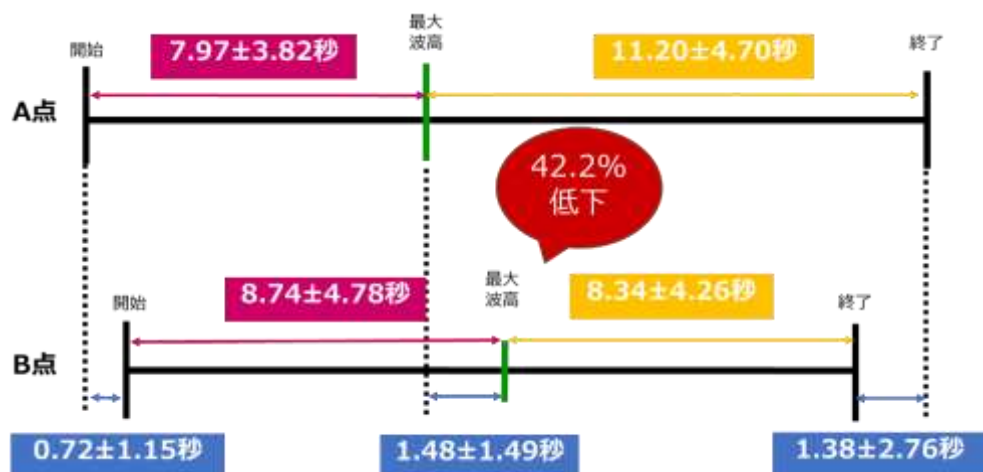 開始
7.97±3.82秒
最大
波高
11.20±4.70秒
終了
A点
42.2%
低下
開始
8.74±4.78秒
最大
波高
8.34±4.26秒
終了
B点
0.72±1.15秒
1.48±1.49秒
1.38±2.76秒